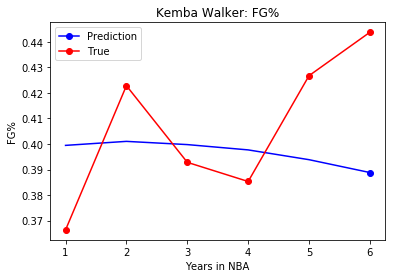 Kemba Walker: FG%
Prediction
True
0.44
0.43
0.42
0.41
0.40
0.39
0.38
0.37
FG%
1 2 3 4 5 6
Years in NBA